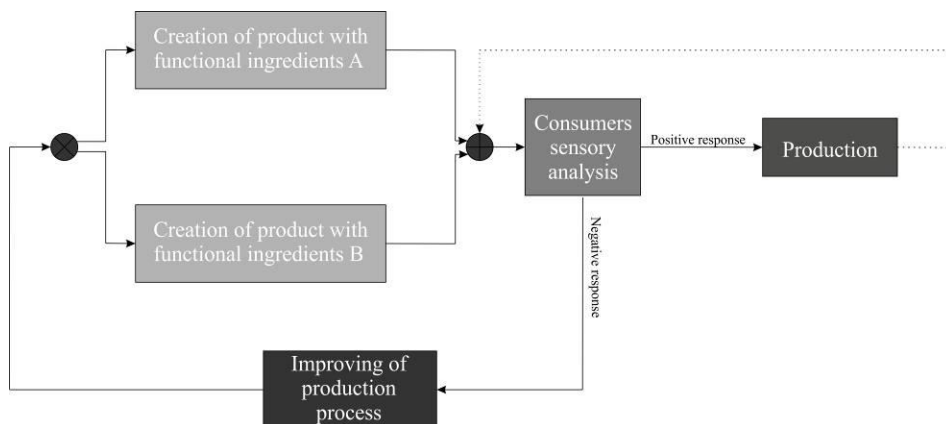 Creation of product with
functional ingredients A
Consumers
sensory
analysis
Positive response
Production
Creation of product with
functional ingredients B
Negative response
Improving of
production
process